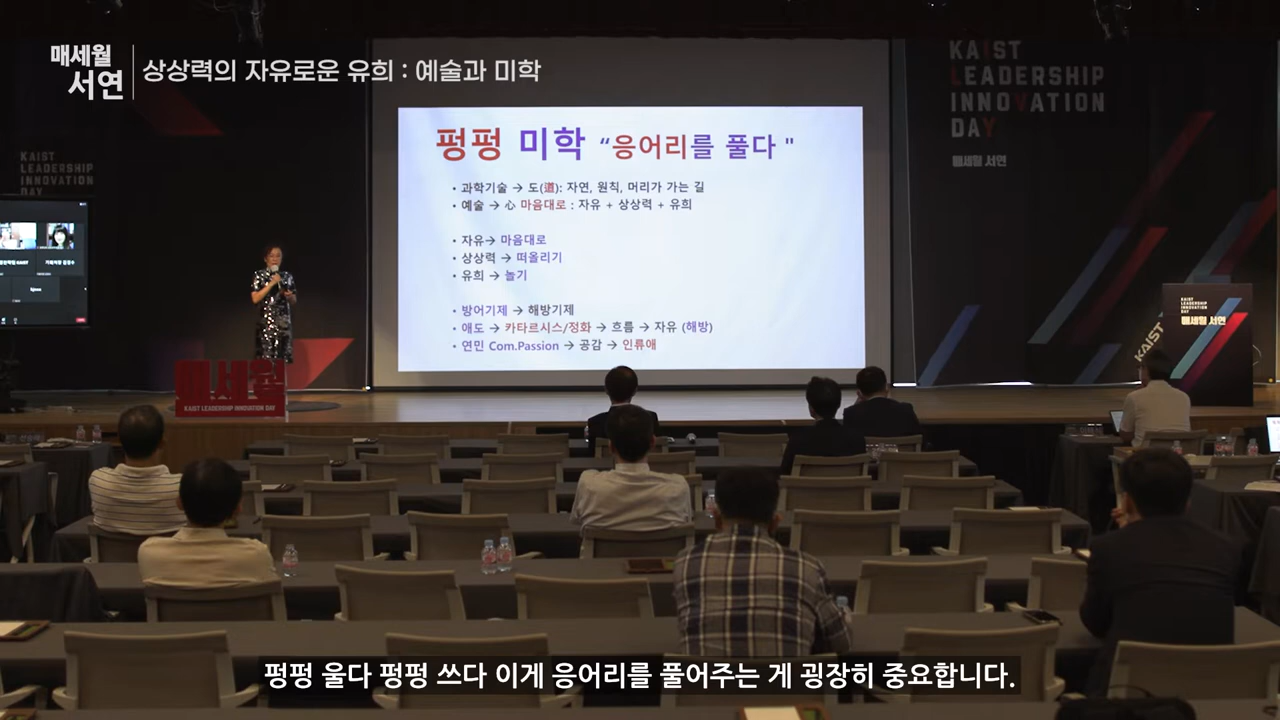 매세월
서연
상상력의 자유로운 유희 : 예술과 미학
KAIST
LEADERSHIP
INNOVATION
DAY
매세월 서연
KAIST
LEADERSHIP
INNOVATION
DAY
펑펑 미학 “응어리를 풀다 "
• 과학기술 → 도(道): 자연, 원칙, 머리가 가는 길
• 예술 → 心 마음대로 : 자유 + 상상력 + 유희
• 자유→ 마음대로
• 상상력 → 떠올리기
• 유희 → 놀기
• 방어기제 → 해방기제
• 애도 → 카타르시스/정화 → 흐름 → 자유 (해방)
• 연민 Com.Passion → 공감 → 인류애
KAIST
LEADERSHIP
INNOVATION
DAY
매세월 서연
KAIST
매세월
KAIST LEADERSHIP INNOVATION DAY
펑펑 울다 펑펑 쓰다 이게 응어리를 풀어주는 게 굉장히 중요합니다.